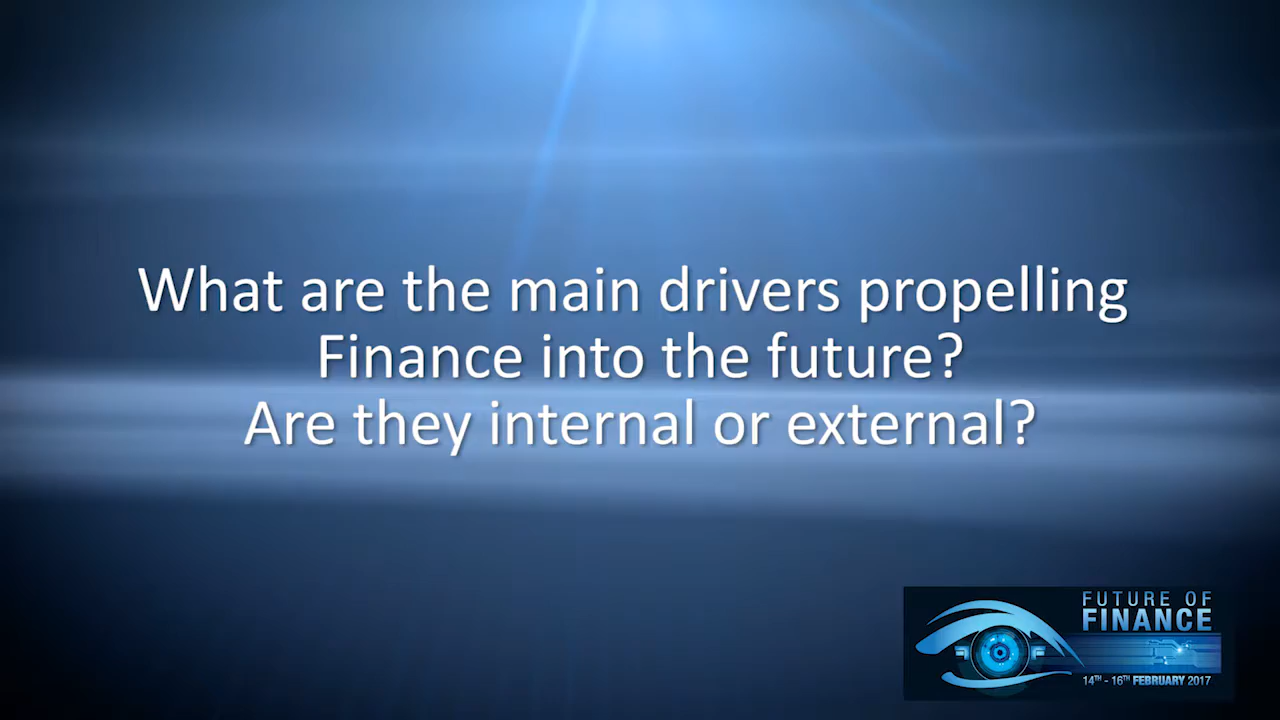 What are the main drivers propelling
Finance into the future?
Are they internal or external?
FUTURE OF
FINANCE
14TH - 16TH FEBRUARY 2017